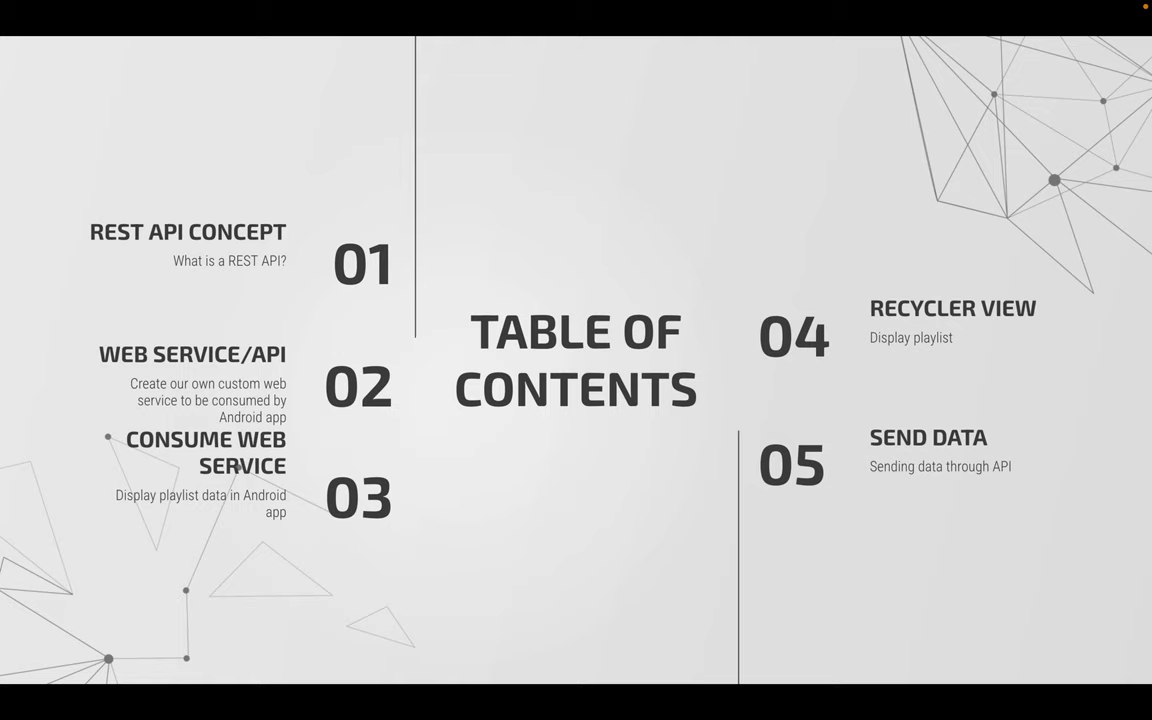 REST API CONCEPT
What is a REST API?
01
WEB SERVICE/API
Create our own custom web
service to be consumed by
Android app
02
CONSUME WEB
SERVICE
Display playlist data in Android
app
03
TABLE OF
CONTENTS
04
RECYCLER VIEW
Display playlist
05
SEND DATA
Sending data through API